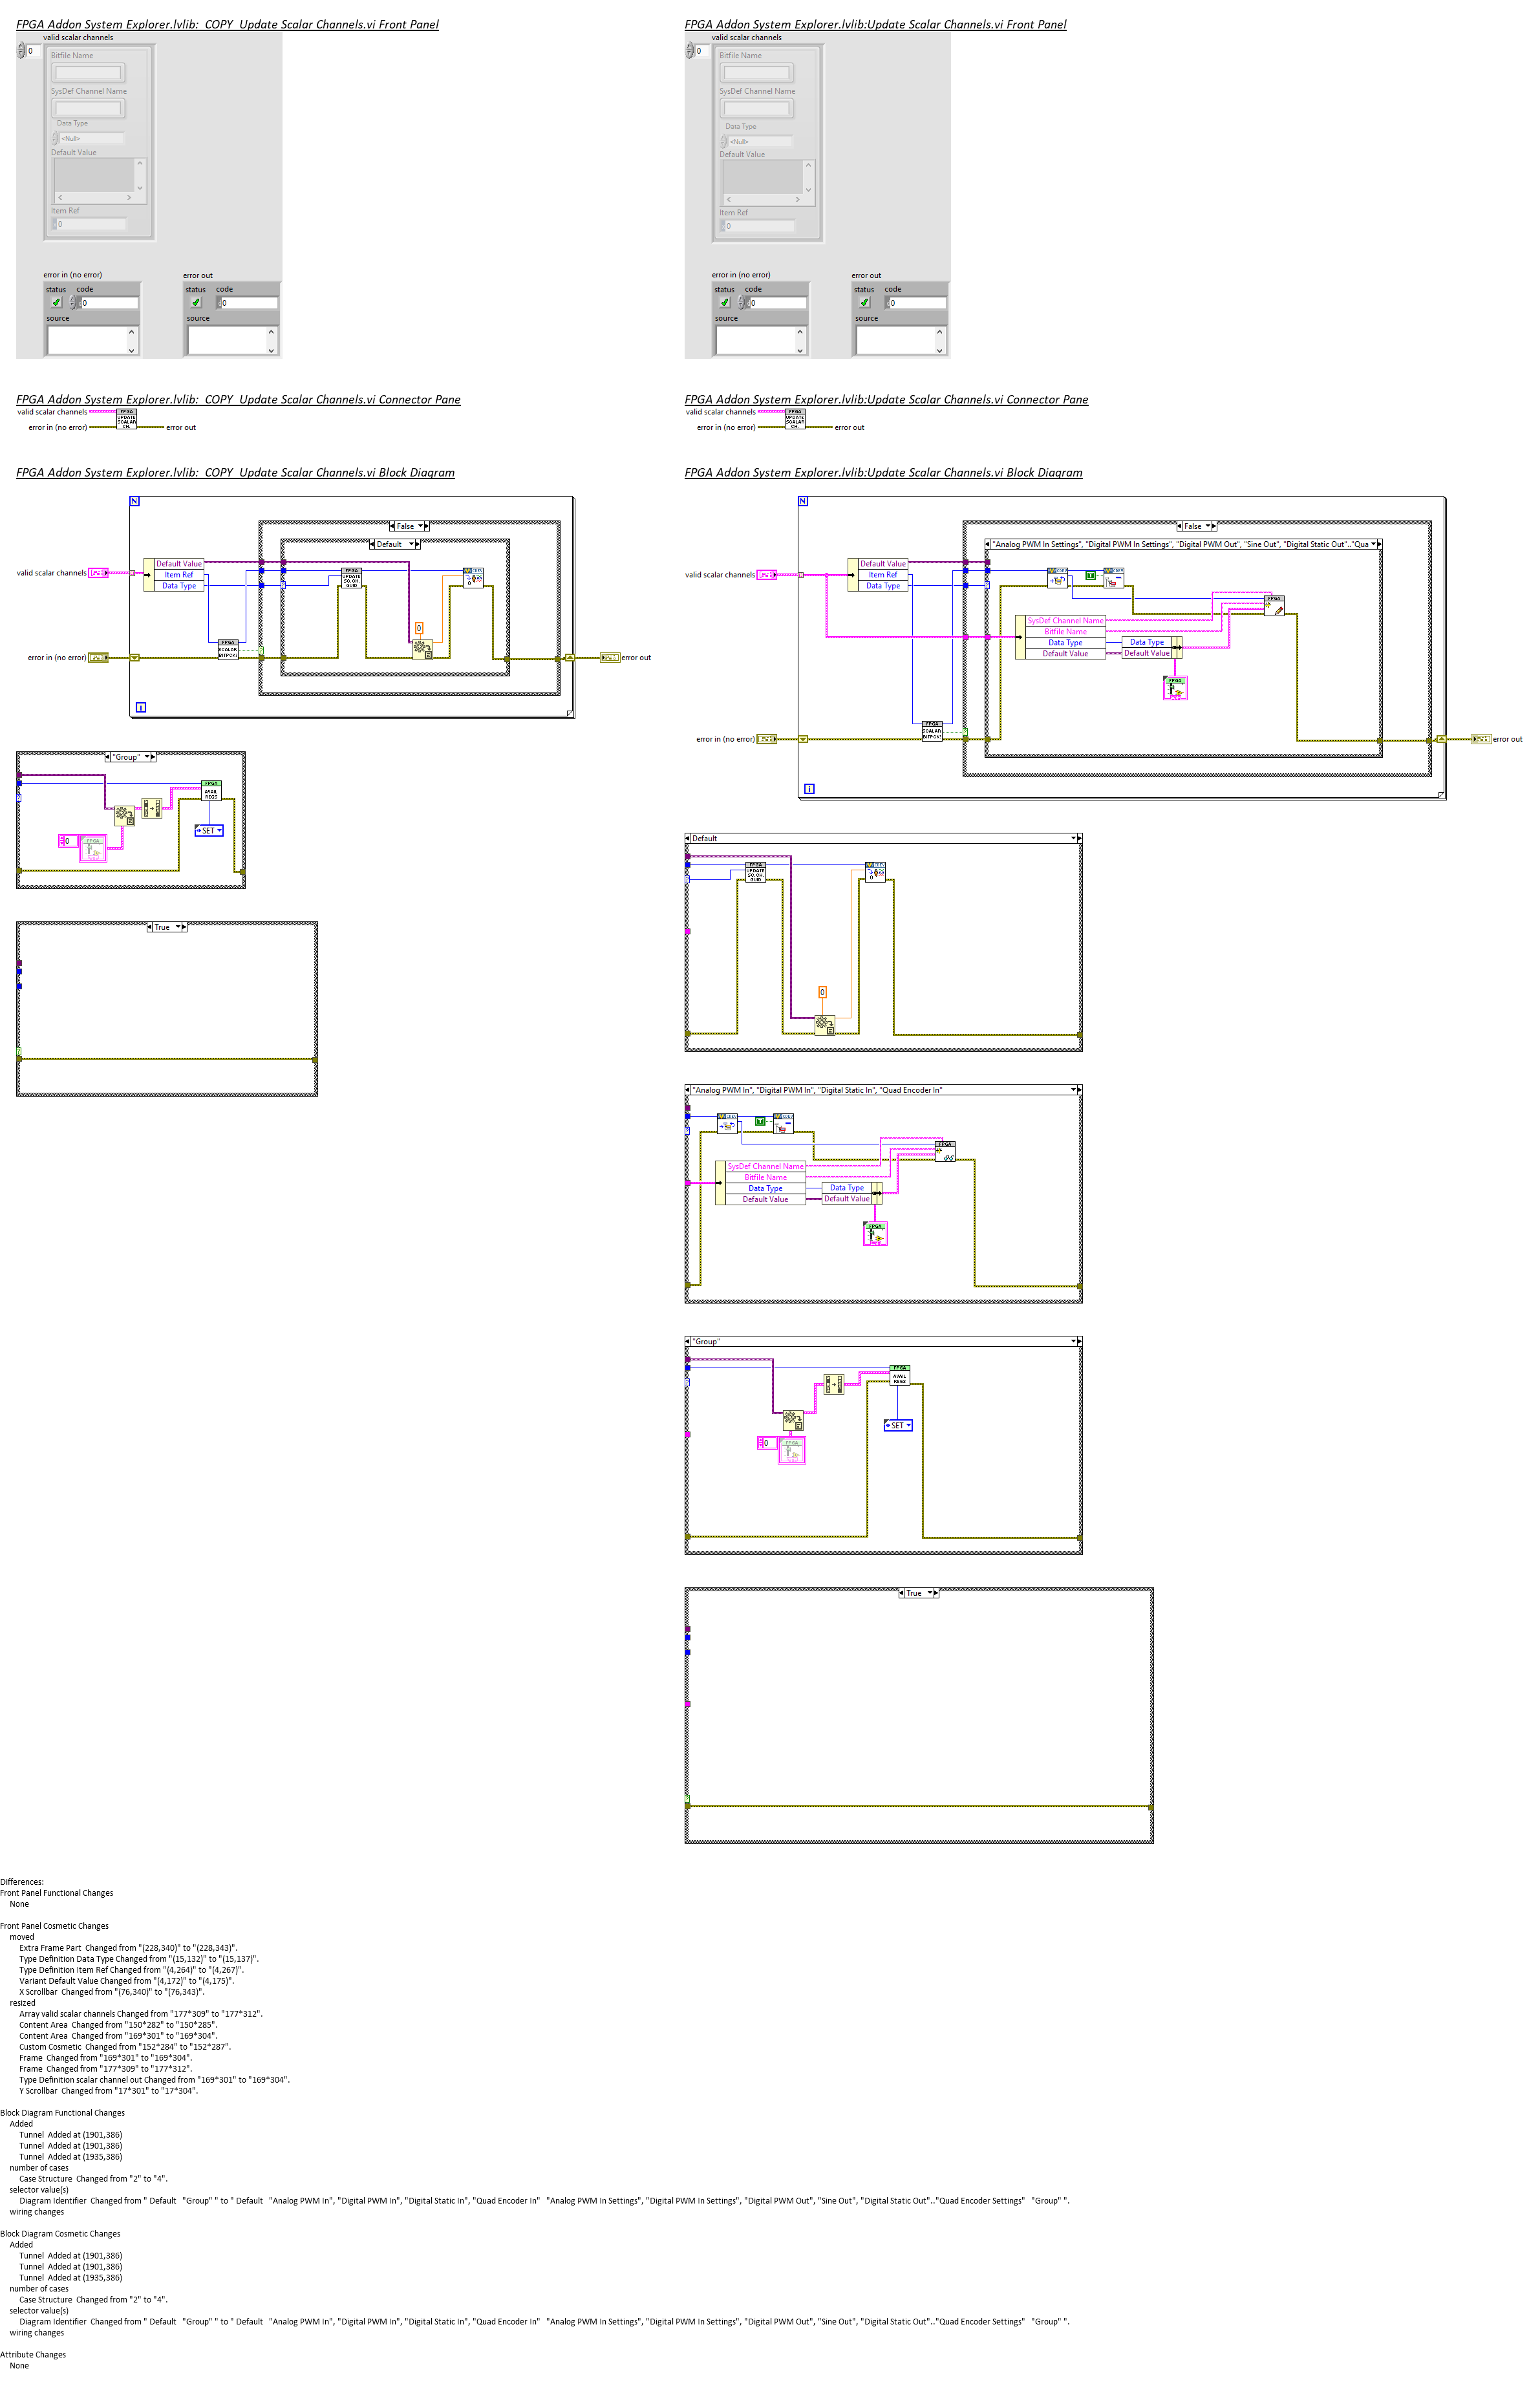 FPGA Addon System Explorer.lvlib:  COPY  Update Scalar Channels.vi Front Panel
valid scalar channels
0
Bitfile Name
SysDef Channel Name
Data Type
<Null>
Default Value
Item Ref
0
error in (no error)
status code
0
source
error out
status code
0
source
FPGA Addon System Explorer.lvlib:Update Scalar Channels.vi Front Panel
valid scalar channels
0
Bitfile Name
SysDef Channel Name
Data Type
<Null>
Default Value
Item Ref
0
error in (no error)
status code
0
source
error out
status code
0
source
FPGA Addon System Explorer.lvlib:  COPY  Update Scalar Channels.vi Connector Pane
valid scalar channels
FPGA
UPDATE
SCALAR
CH.
error in (no error)
error out
FPGA Addon System Explorer.lvlib:Update Scalar Channels.vi Connector Pane
valid scalar channels
FPGA
UPDATE
SCALAR
CH.
error in (no error)
error out
FPGA Addon System Explorer.lvlib:  COPY  Update Scalar Channels.vi Block Diagram
N
False
Default
valid scalar channels
Default Value
Item Ref
Data Type
FPGA
UPDATE
SC. CH.
GUID
0
FPGA
SCALAR
BITPCK?
error in (no error)
error out
i
"Group"
FPGA
AVAIL
REGS
SET
0
FPGA
True
FPGA Addon System Explorer.lvlib:Update Scalar Channels.vi Block Diagram
N
False
"Analog PWM In Settings", "Digital PWM In Settings", "Digital PWM Out", "Sine Out", "Digital Static Out".."Qua
valid scalar channels
Default Value
Item Ref
Data Type
T
FPGA
SysDef Channel Name
Bitfile Name
Data Type
Default Value
Data Type
Default Value
FPGA
FPGA
SCALAR
BITPCK?
error in (no error)
error out
i
Default
FPGA
UPDATE
SC. CH.
GUID
0
"Analog PWM In", "Digital PWM In", "Digital Static In", "Quad Encoder In"
T
FPGA
SysDef Channel Name
Bitfile Name
Data Type
Default Value
Data Type
Default Value
FPGA
"Group"
FPGA
AVAIL
REGS
SET
0
FPGA
True
Differences:
Front Panel Functional Changes
None
Front Panel Cosmetic Changes
moved
Extra Frame Part  Changed from "(228,340)" to "(228,343)".
Type Definition Data Type Changed from "(15,132)" to "(15,137)".
Type Definition Item Ref Changed from "(4,264)" to "(4,267)".
Variant Default Value Changed from "(4,172)" to "(4,175)".
X Scrollbar  Changed from "(76,340)" to "(76,343)".
resized
Array valid scalar channels Changed from "177*309" to "177*312".
Content Area  Changed from "150*282" to "150*285".
Content Area  Changed from "169*301" to "169*304".
Custom Cosmetic  Changed from "152*284" to "152*287".
Frame  Changed from "169*301" to "169*304".
Frame  Changed from "177*309" to "177*312".
Type Definition scalar channel out Changed from "169*301" to "169*304".
Y Scrollbar  Changed from "17*301" to "17*304".
Block Diagram Functional Changes
Added
Tunnel  Added at (1901,386)
Tunnel  Added at (1901,386)
Tunnel  Added at (1935,386)
number of cases
Case Structure  Changed from "2" to "4".
selector value(s)
Diagram Identifier  Changed from " Default   "Group" " to " Default   "Analog PWM In", "Digital PWM In", "Digital Static In", "Quad Encoder In"   "Analog PWM In Settings", "Digital PWM In Settings", "Digital PWM Out", "Sine Out", "Digital Static Out".."Quad Encoder Settings"   "Group" ".
wiring changes
Block Diagram Cosmetic Changes
Added
Tunnel  Added at (1901,386)
Tunnel  Added at (1901,386)
Tunnel  Added at (1935,386)
number of cases
Case Structure  Changed from "2" to "4".
selector value(s)
Diagram Identifier  Changed from " Default   "Group" " to " Default   "Analog PWM In", "Digital PWM In", "Digital Static In", "Quad Encoder In"   "Analog PWM In Settings", "Digital PWM In Settings", "Digital PWM Out", "Sine Out", "Digital Static Out".."Quad Encoder Settings"   "Group" ".
wiring changes
Attribute Changes
None